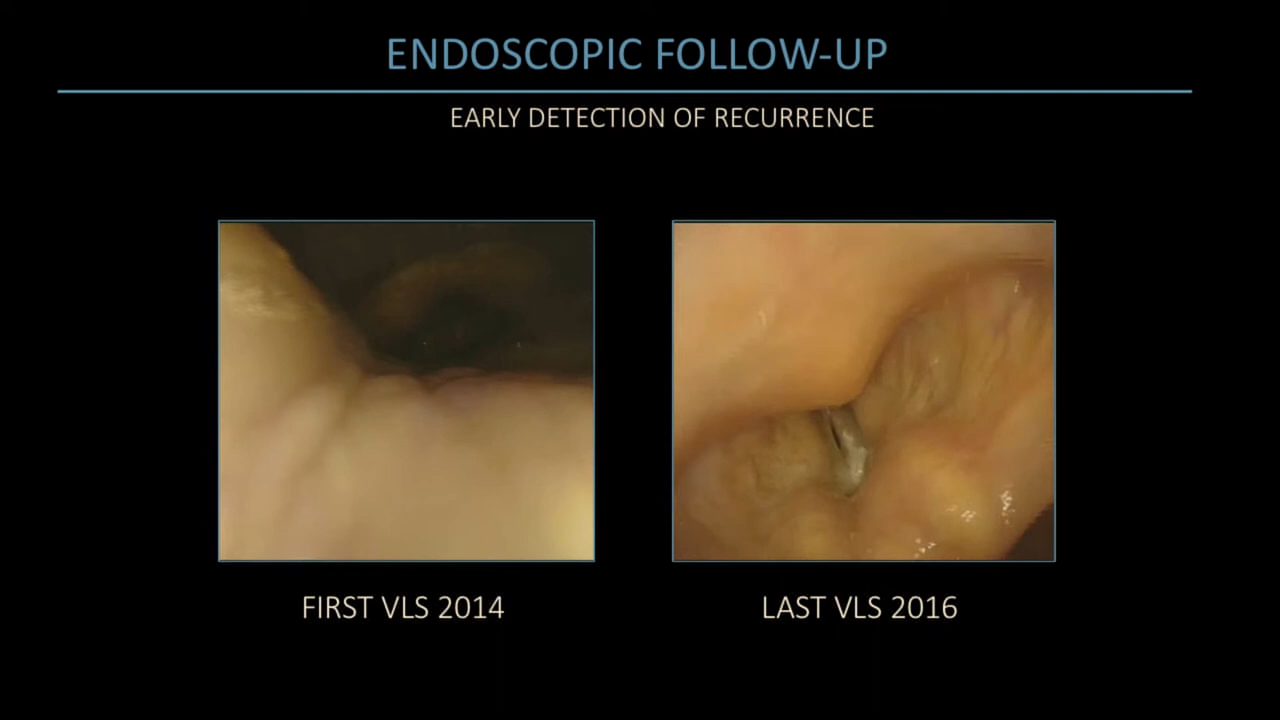 ENDOSCOPIC FOLLOW-UP
EARLY DETECTION OF RECURRENCE
FIRST VLS 2014
LAST VLS 2016